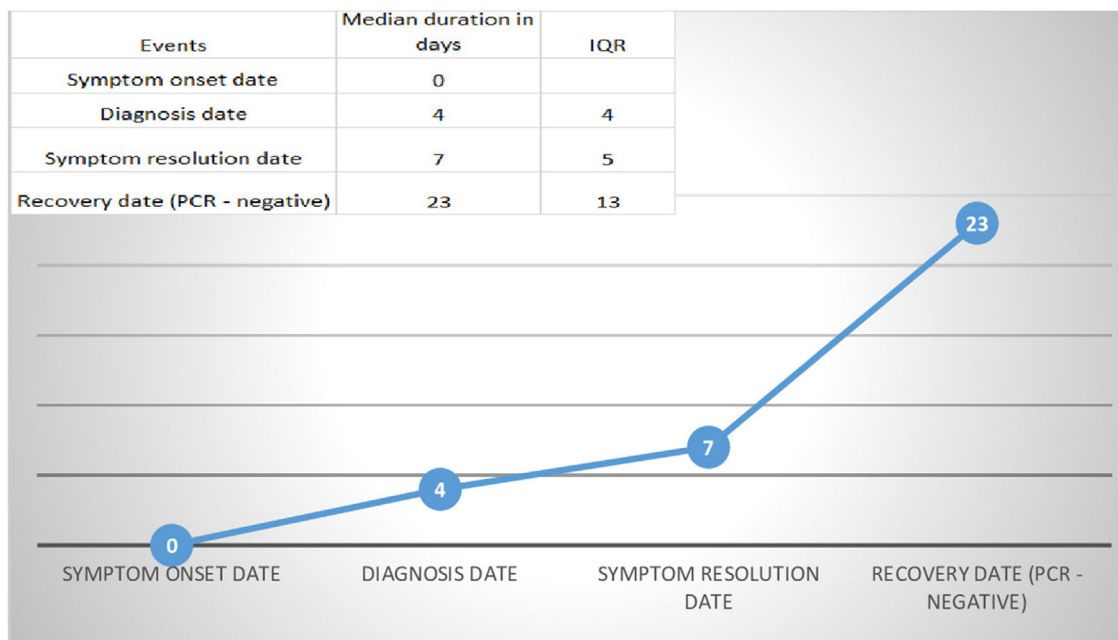 Events Median duration in days IQR
Symptom onset date 0
Diagnosis date 4 4
Symptom resolution date 7 5
Recovery date (PCR - negative) 23 13
23
7
4
0
SYMPTOM ONSET DATE DIAGNOSIS DATE SYMPTOM RESOLUTION RECOVERY DATE (PCR -
DATE NEGATIVE)